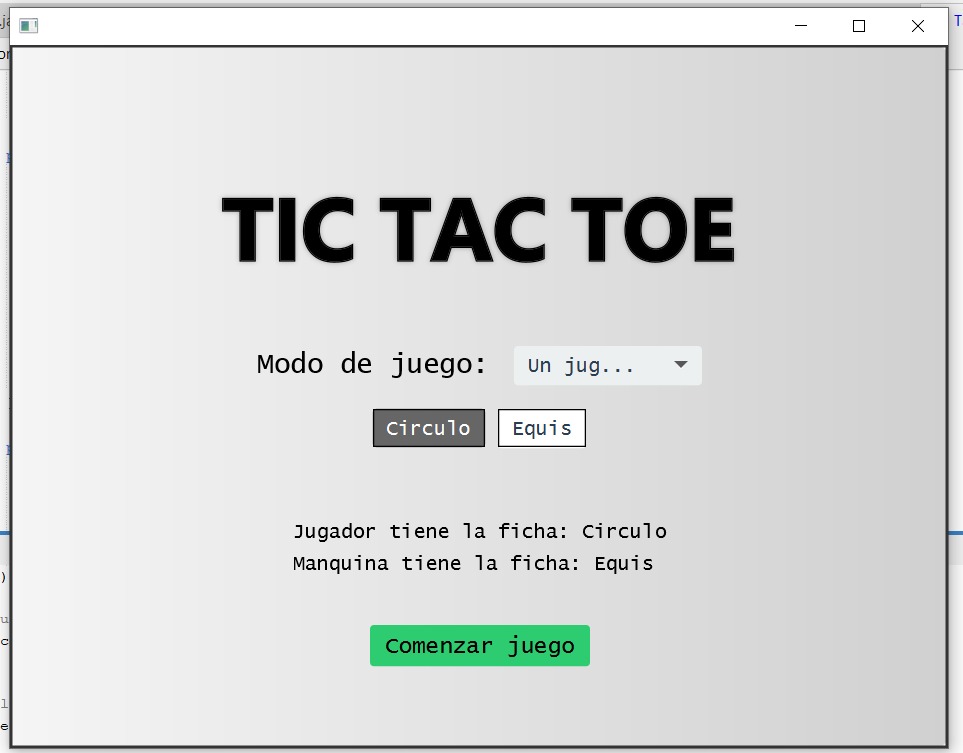 TIC TAC TOE
Modo de juego: Un jug...
Circulo Equis
Jugador tiene la ficha: Circulo
Manquina tiene la ficha: Equis
Comenzar juego